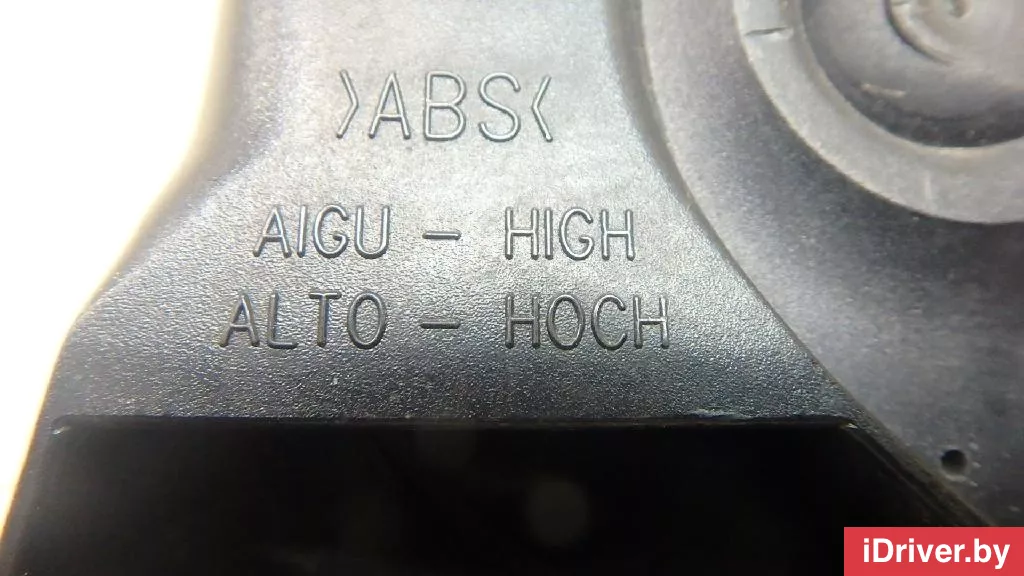 >ABS<
AIGU - HIGH
ALTO - HOCH
iDriver.by